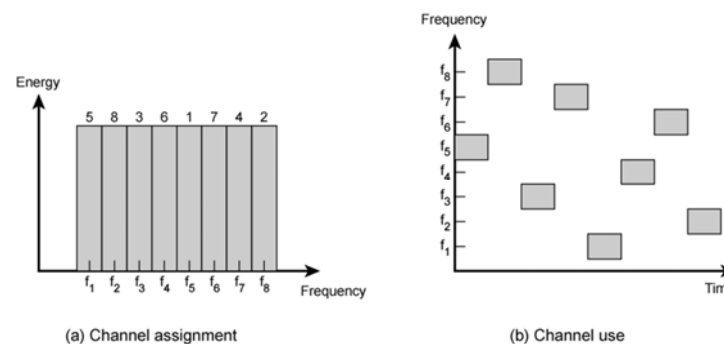 Energy
5 8 3 6 1 7 4 2
f1 f2 f3 f4 f5 f6 f7 f8
Frequency
(a) Channel assignment
Frequency
f8
f7
f6
f5
f4
f3
f2
f1
Tim
(b) Channel use